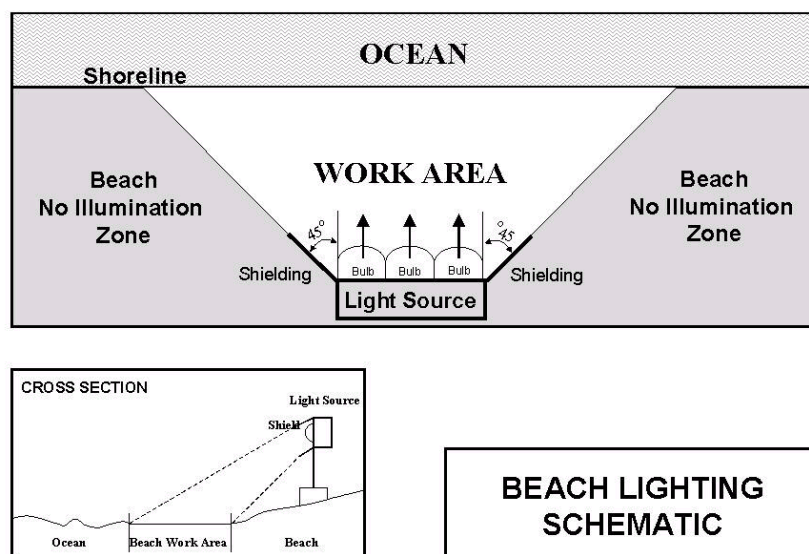 OCEAN
Shoreline
WORK AREA
Beach
No Illumination
Zone
Beach
No Illumination
Zone
45°
°45
Shielding
Bulb
Bulb
Bulb
Shielding
Light Source
CROSS SECTION
Light Source
Shield
Ocean
Beach Work Area
Beach
BEACH LIGHTING
SCHEMATIC